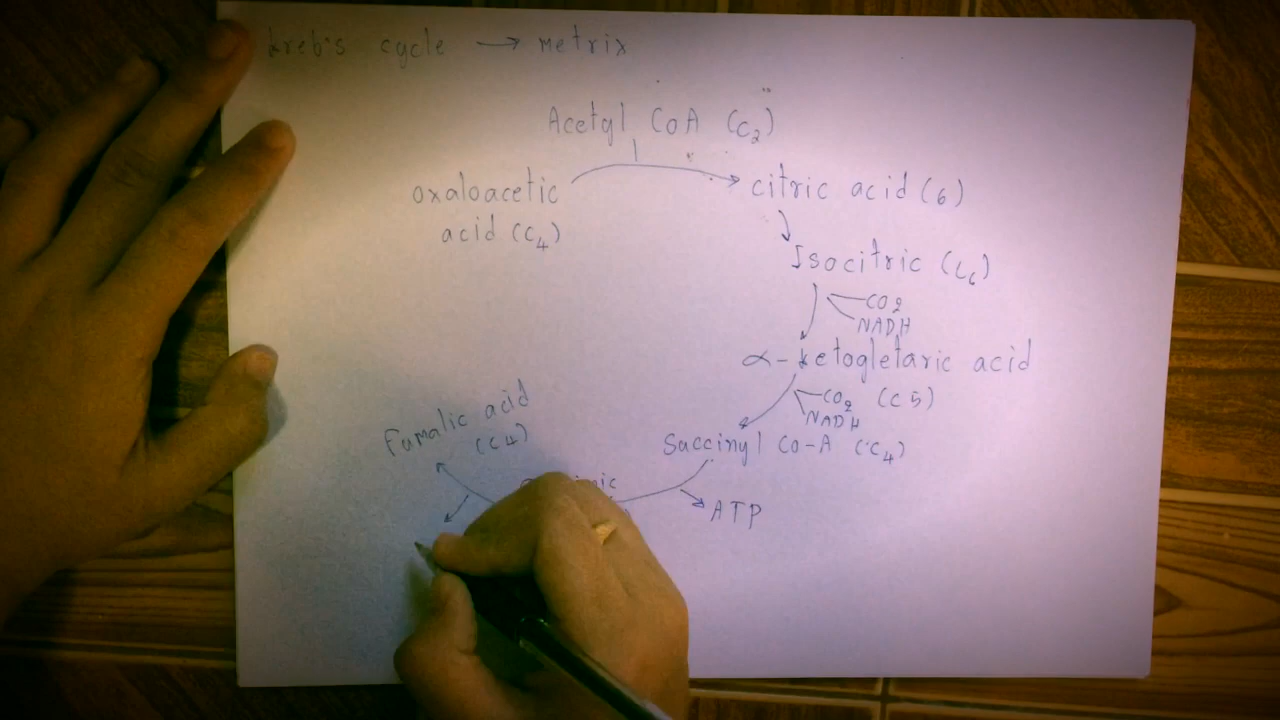 kreb's cycle → metrix
Acetyl CoA (C2)
oxaloacetic
acid (C4)
citric acid (6)
Isocitric (C6)
CO2
NADH
α-ketogletaric acid
(C5)
CO2
NADH
Succinyl Co-A (C4)
ATP
Fumalic acid
(C4)